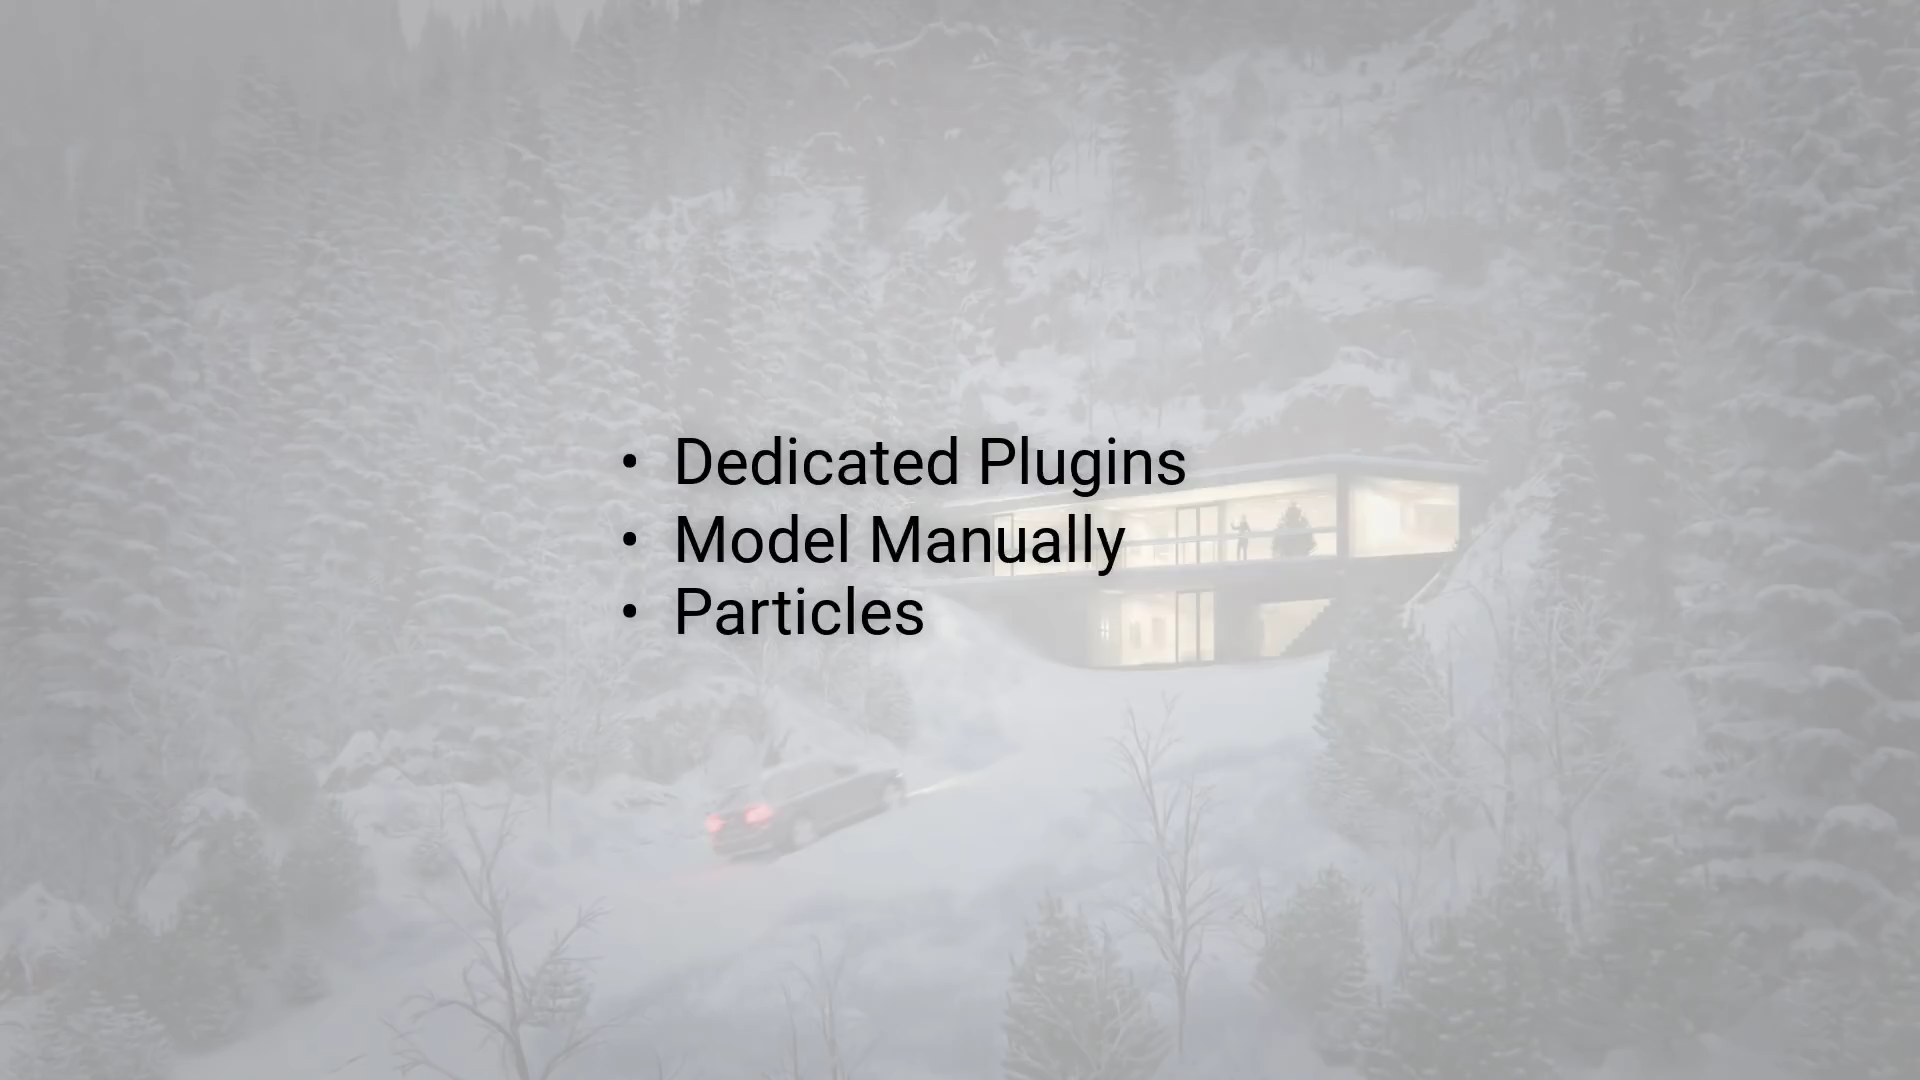 • Dedicated Plugins
• Model Manually
• Particles